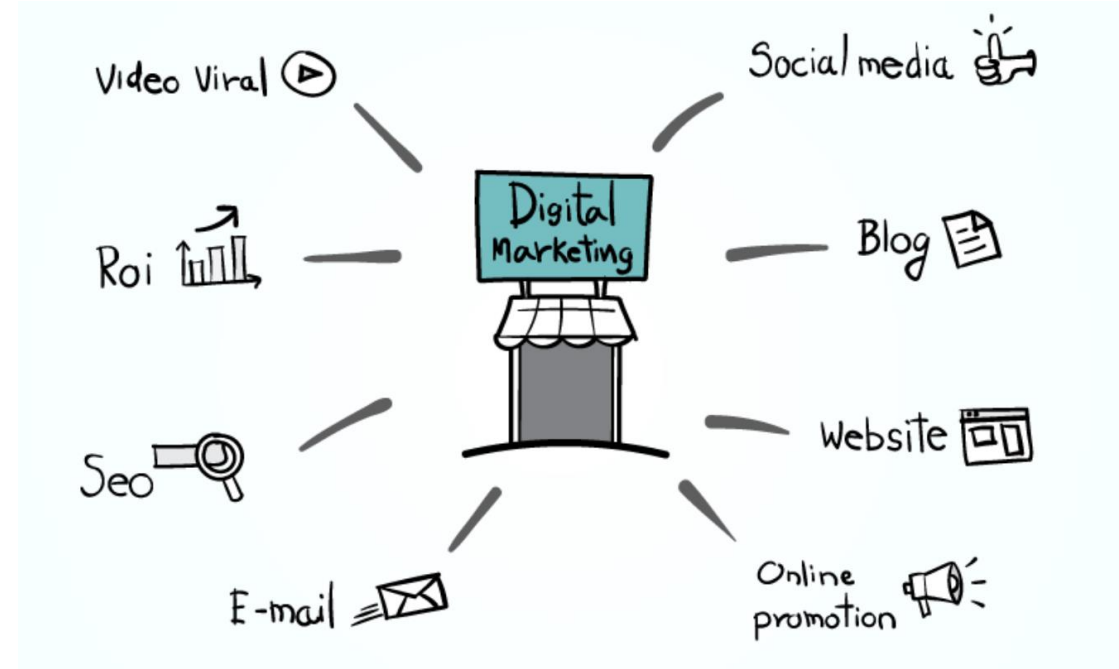 Video Viral
Social media
Digital
Marketing
Roi
Blog
Seo
Website
E-mail
Online
promotion